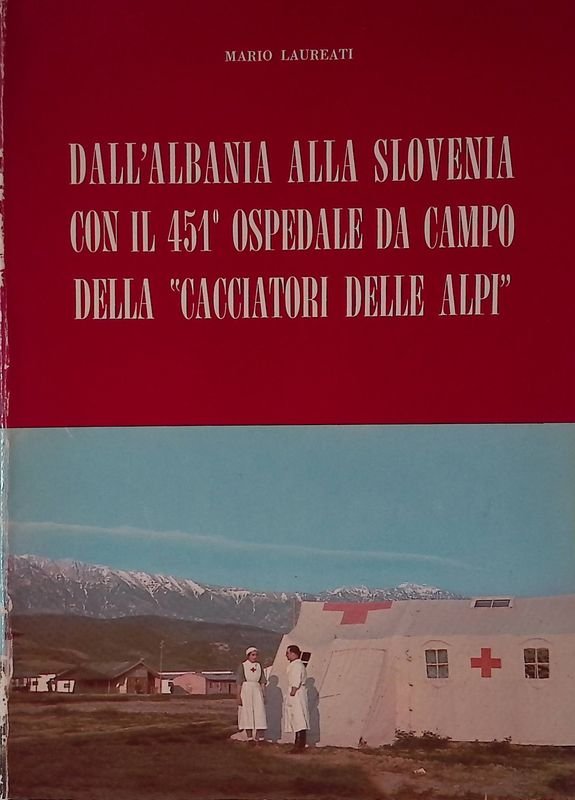 MARIO LAUREATI
DALL'ALBANIA ALLA SLOVENIA
CON IL 451° OSPEDALE DA CAMPO
DELLA "CACCIATORI DELLE ALPI"